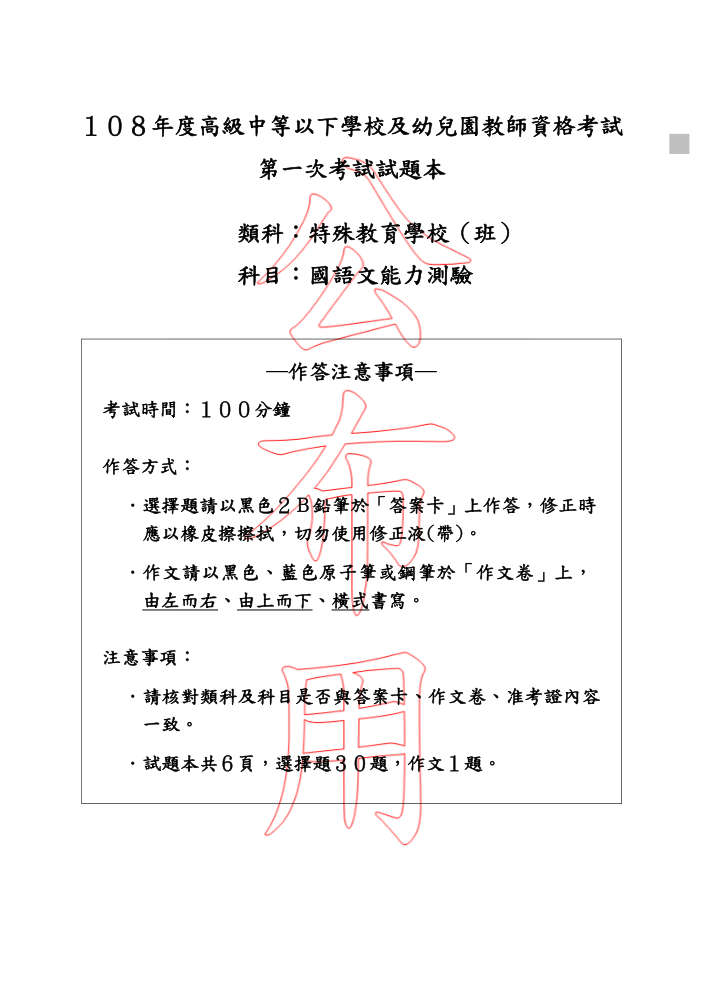 108年度高級中等以下學校及幼兒園教師資格考試
第一次考試試題本
類科：特殊教育學校（班）
科目：國語文能力測驗
—作答注意事項—
考試時間：100分鐘
作答方式：
·選擇題請以黑色2B鉛筆於「答案卡」上作答，修正時
應以橡皮擦擦拭，切勿使用修正液(帶)。
·作文請以黑色、藍色原子筆或鋼筆於「作文卷」上，
由左而右、由上而下、橫式書寫。
注意事項：
·請核對類科及科目是否與答案卡、作文卷、准考證內容
一致。
·試題本共6頁，選擇題30題，作文1題。
公布用